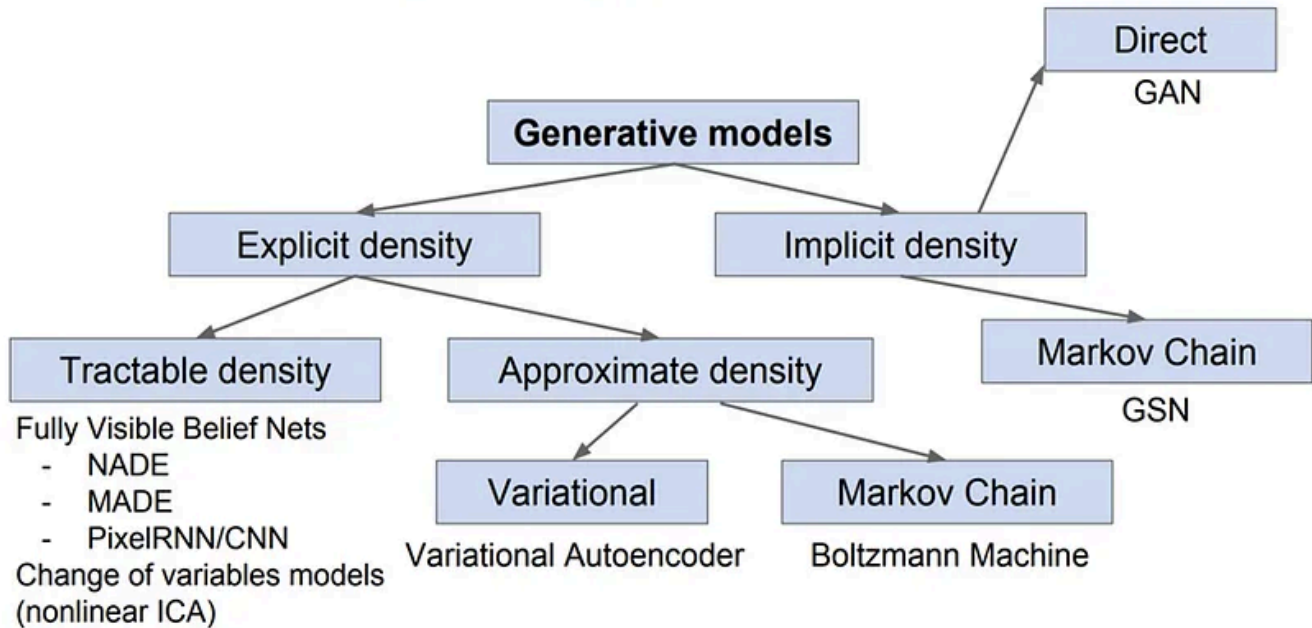 Direct
GAN
Generative models
Explicit density
Implicit density
Tractable density
Approximate density
Markov Chain
GSN
Fully Visible Belief Nets
- NADE
- MADE
- PixelRNN/CNN
Change of variables models
(nonlinear ICA)
Variational
Variational Autoencoder
Markov Chain
Boltzmann Machine